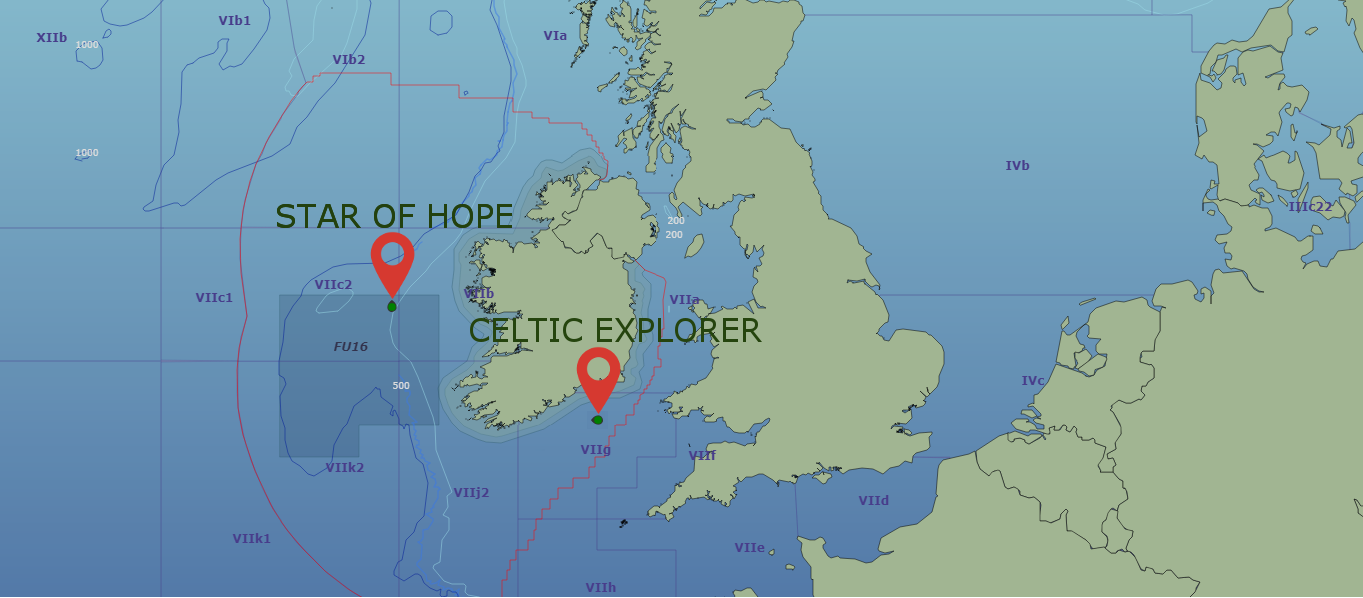 VIb1
XIIb
VIa
1000
VIb2
1000
IVb
IIIc22
STAR OF HOPE
200
200
VIIc2
VIIb
VIIc1
VIIa
CELTIC EXPLORER
FU16
IVc
500
VIIg
VIIf
VIIk2
VIIj2
VIId
VIIk1
VIIe
VIIh